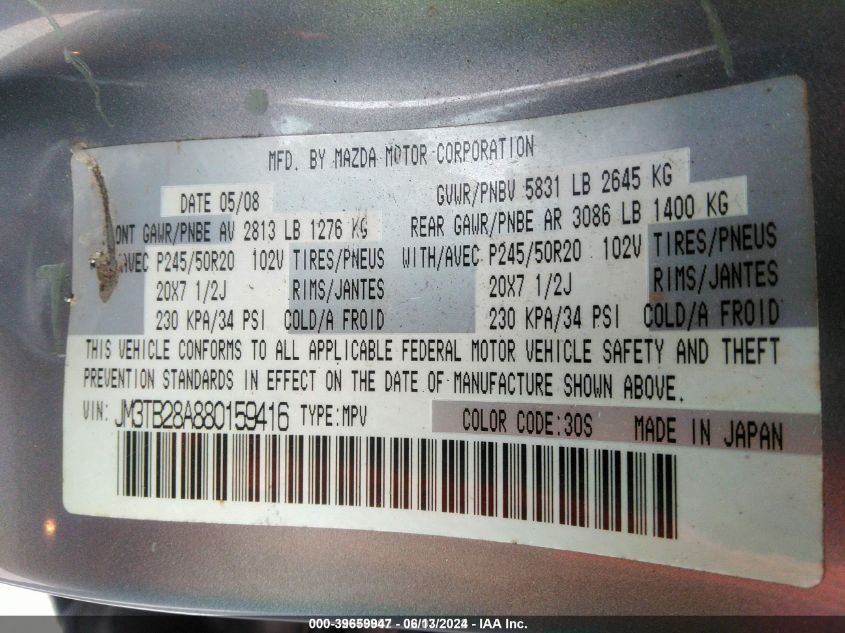 MFD. BY MAZDA MOTOR CORPORATION
DATE 05/08 GVWR/PNBV 5831 LB 2645 KG
ONT GAWR/PNBE AV 2813 LB 1276 KG REAR GAWR/PNBE AR 3086 LB 1400 KG
AVEC P245/50R20 102V TIRES/PNEUS WITH/AVEC P245/50R20 102V TIRES/PNEUS
20X7 1/2J RIMS/JANTES 20X7 1/2J RIMS/JANTES
230 KPA/34 PSI COLD/A FROID 230 KPA/34 PSI COLD/A FROID
THIS VEHICLE CONFORMS TO ALL APPLICABLE FEDERAL MOTOR VEHICLE SAFETY AND THEFT
PREVENTION STANDARDS IN EFFECT ON THE DATE OF MANUFACTURE SHOWN ABOVE.
VIN: JM3TB28A880159416 TYPE:MPV COLOR CODE:30S MADE IN JAPAN
000-39659947 - 06/13/2024 - IAA Inc.